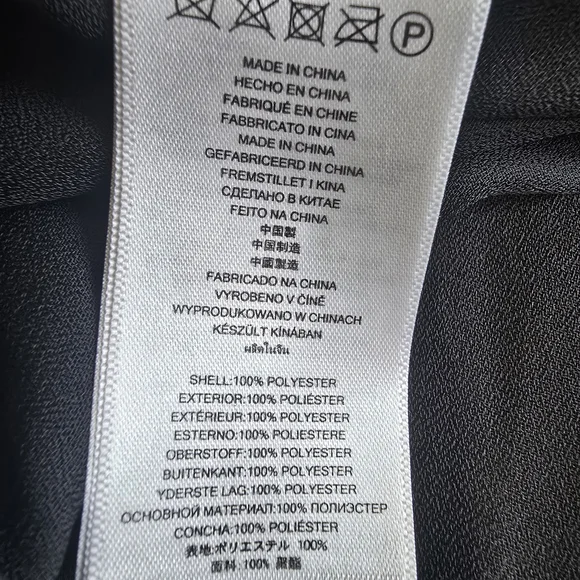 P
MADE IN CHINA
HECHO EN CHINA
FABRIQUÉ EN CHINE
FABBRICATO IN CINA
MADE IN CHINA
GEFABRICEERD IN CHINA
FREMSTILLET I KINA
СДЕЛАНО В КИТАЕ
FEITO NA CHINA
中国製
中国制造
中國製造
FABRICADO NA CHINA
VYROBENO V ČÍNĚ
WYPRODUKOWANO W CHINACH
KÉSZÜLT KÍNÁBAN
ผลิตในจีน
SHELL:100% POLYESTER
EXTERIOR:100% POLIÉSTER
EXTÉRIEUR:100% POLYESTER
ESTERNO:100% POLIESTERE
OBERSTOFF:100% POLYESTER
BUITENKANT:100% POLYESTER
YDERSTE LAG:100% POLYESTER
ОСНОВНОЙ МАТЕРИАЛ:100% ПОЛИЭСТЕР
CONCHA:100% POLIÉSTER
表地:ポリエステル 100%
面料:100% 聚酯